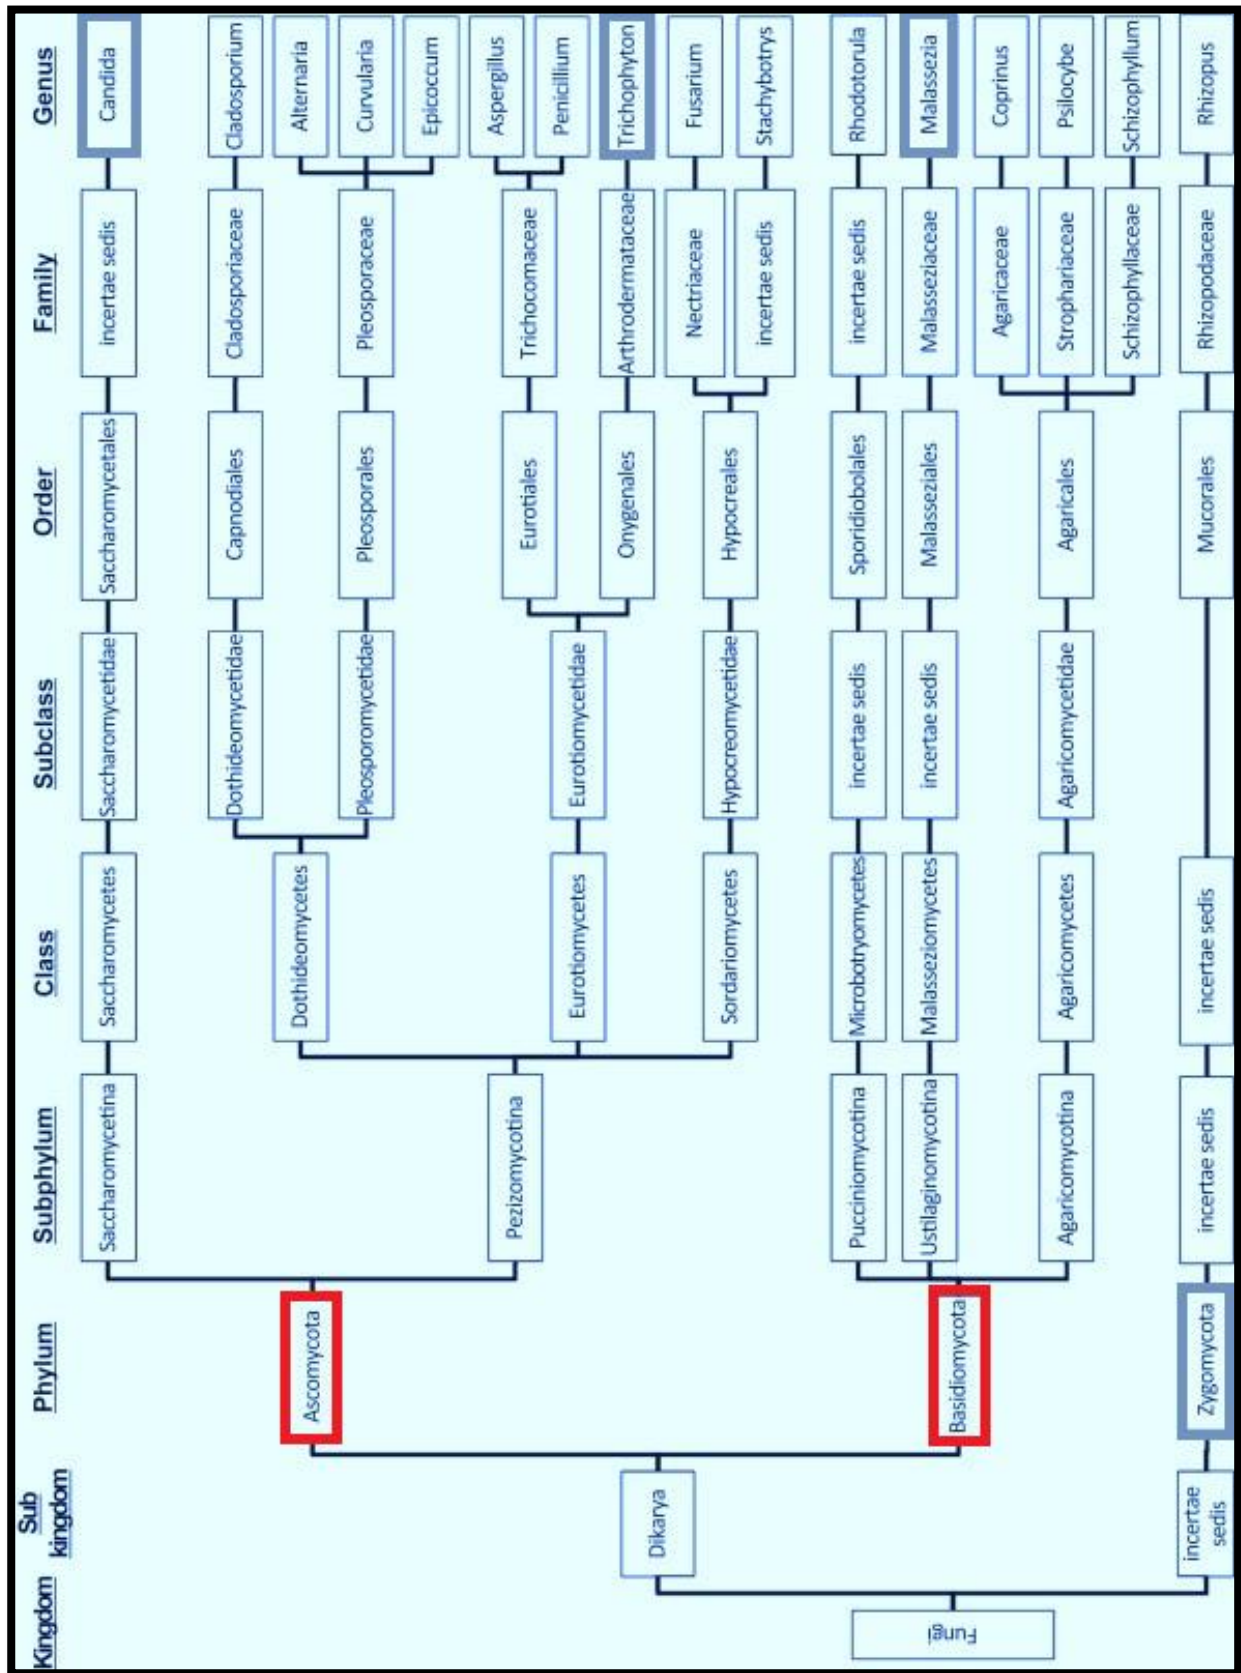 Kingdom
Sub
kingdom
Phylum
Subphylum
Class
Subclass
Order
Family
Genus
Fungi
Dikarya
incertae
sedis
Ascomycota
Basidiomycota
Zygomycota
Saccharomycetina
Pezizomycotina
Pucciniomycotina
Ustilaginomycotina
Agaricomycotina
incertae sedis
Saccharomycetes
Dothideomycetes
Eurotiomycetes
Sordariomycetes
Microbotryomycetes
Malasseziomycetes
Agaricomycetes
incertae sedis
Saccharomycetidae
Dothideomycetidae
Pleosporomycetidae
Eurotiomycetidae
Hypocreomycetidae
incertae sedis
incertae sedis
Agaricomycetidae
Saccharomycetales
Capnodiales
Pleosporales
Eurotiales
Onygenales
Hypocreales
Sporidiobolales
Malasseziales
Agaricales
Mucorales
incertae sedis
Cladosporiaceae
Pleosporaceae
Trichocomaceae
Arthrodermataceae
Nectriaceae
incertae sedis
incertae sedis
Malasseziaceae
Agaricaceae
Strophariaceae
Schizophyllaceae
Rhizopodaceae
Candida
Cladosporium
Alternaria
Curvularia
Epicoccum
Aspergillus
Penicillium
Trichophyton
Fusarium
Stachybotrys
Rhodotorula
Malassezia
Coprinus
Psilocybe
Schizophyllum
Rhizopus